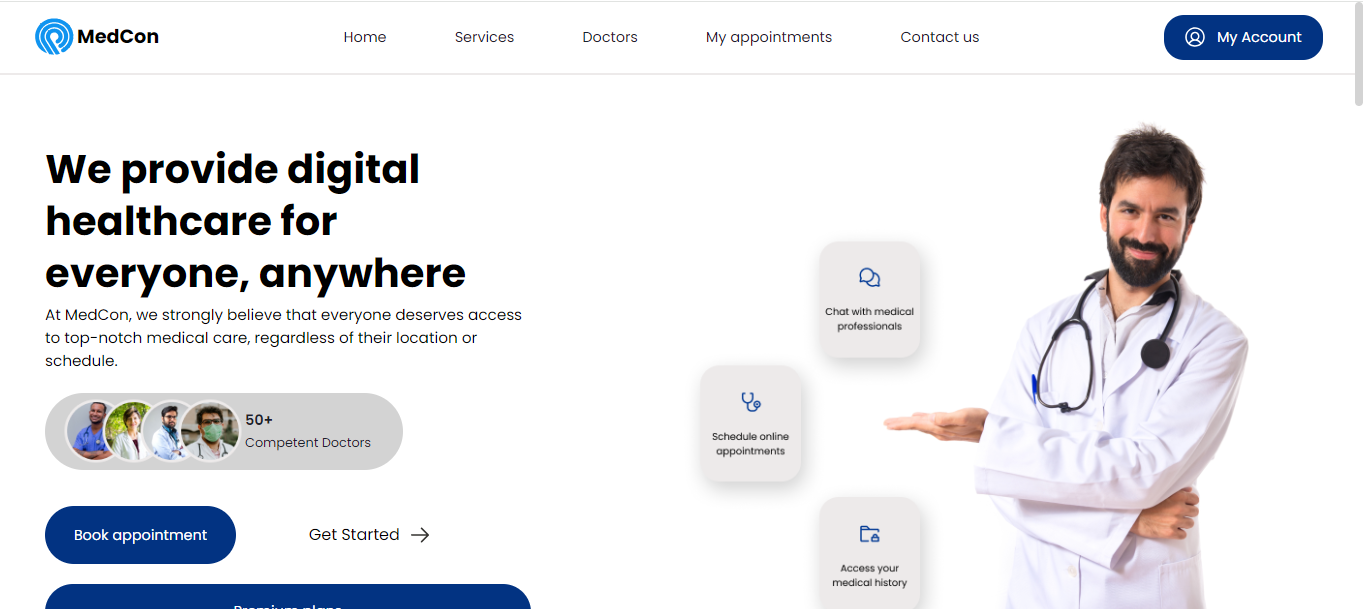 MedCon
Home
Services
Doctors
My appointments
Contact us
My Account
We provide digital
healthcare for
everyone, anywhere
At MedCon, we strongly believe that everyone deserves access
to top-notch medical care, regardless of their location or
schedule.
50+
Competent Doctors
Book appointment
Get Started
Premium plans
Chat with medical
professionals
Schedule online
appointments
Access your
medical history